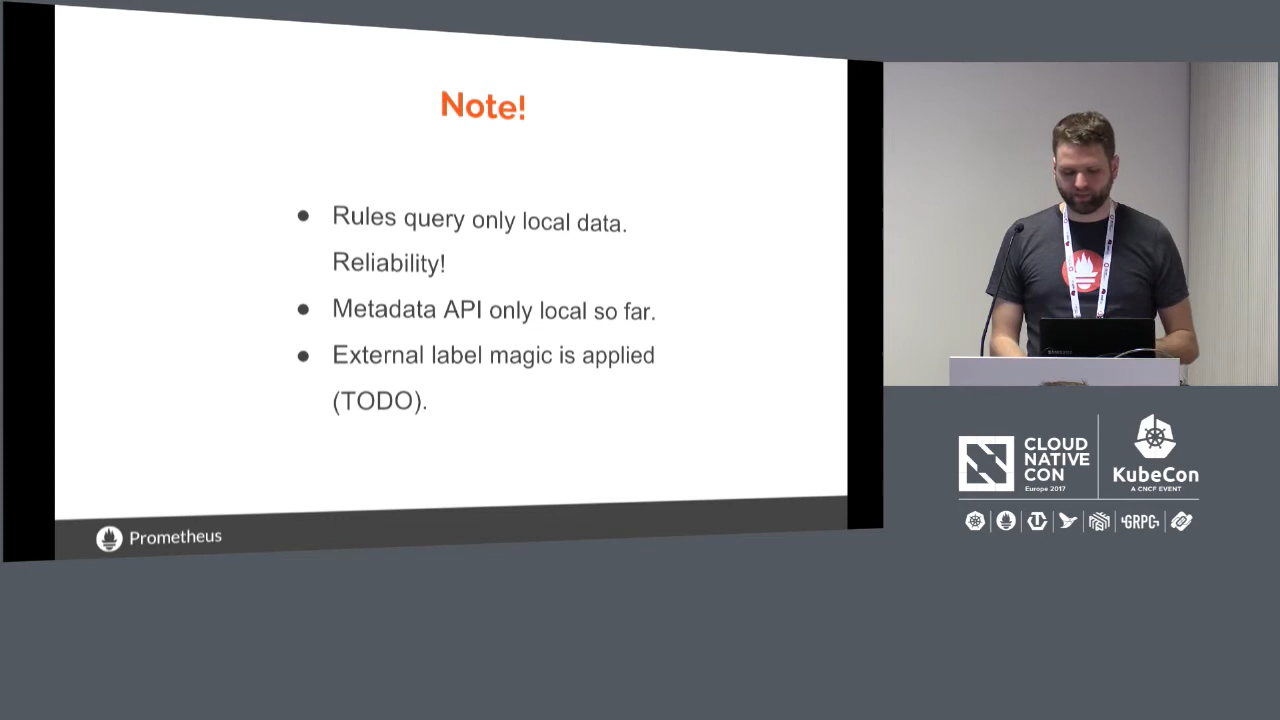 Note!
● Rules query only local data.
Reliability!
● Metadata API only local so far.
● External label magic is applied
(TODO).
Prometheus
CLOUD
NATIVE
CON
Europe 2017
KubeCon
A CNCF EVENT
GRPC